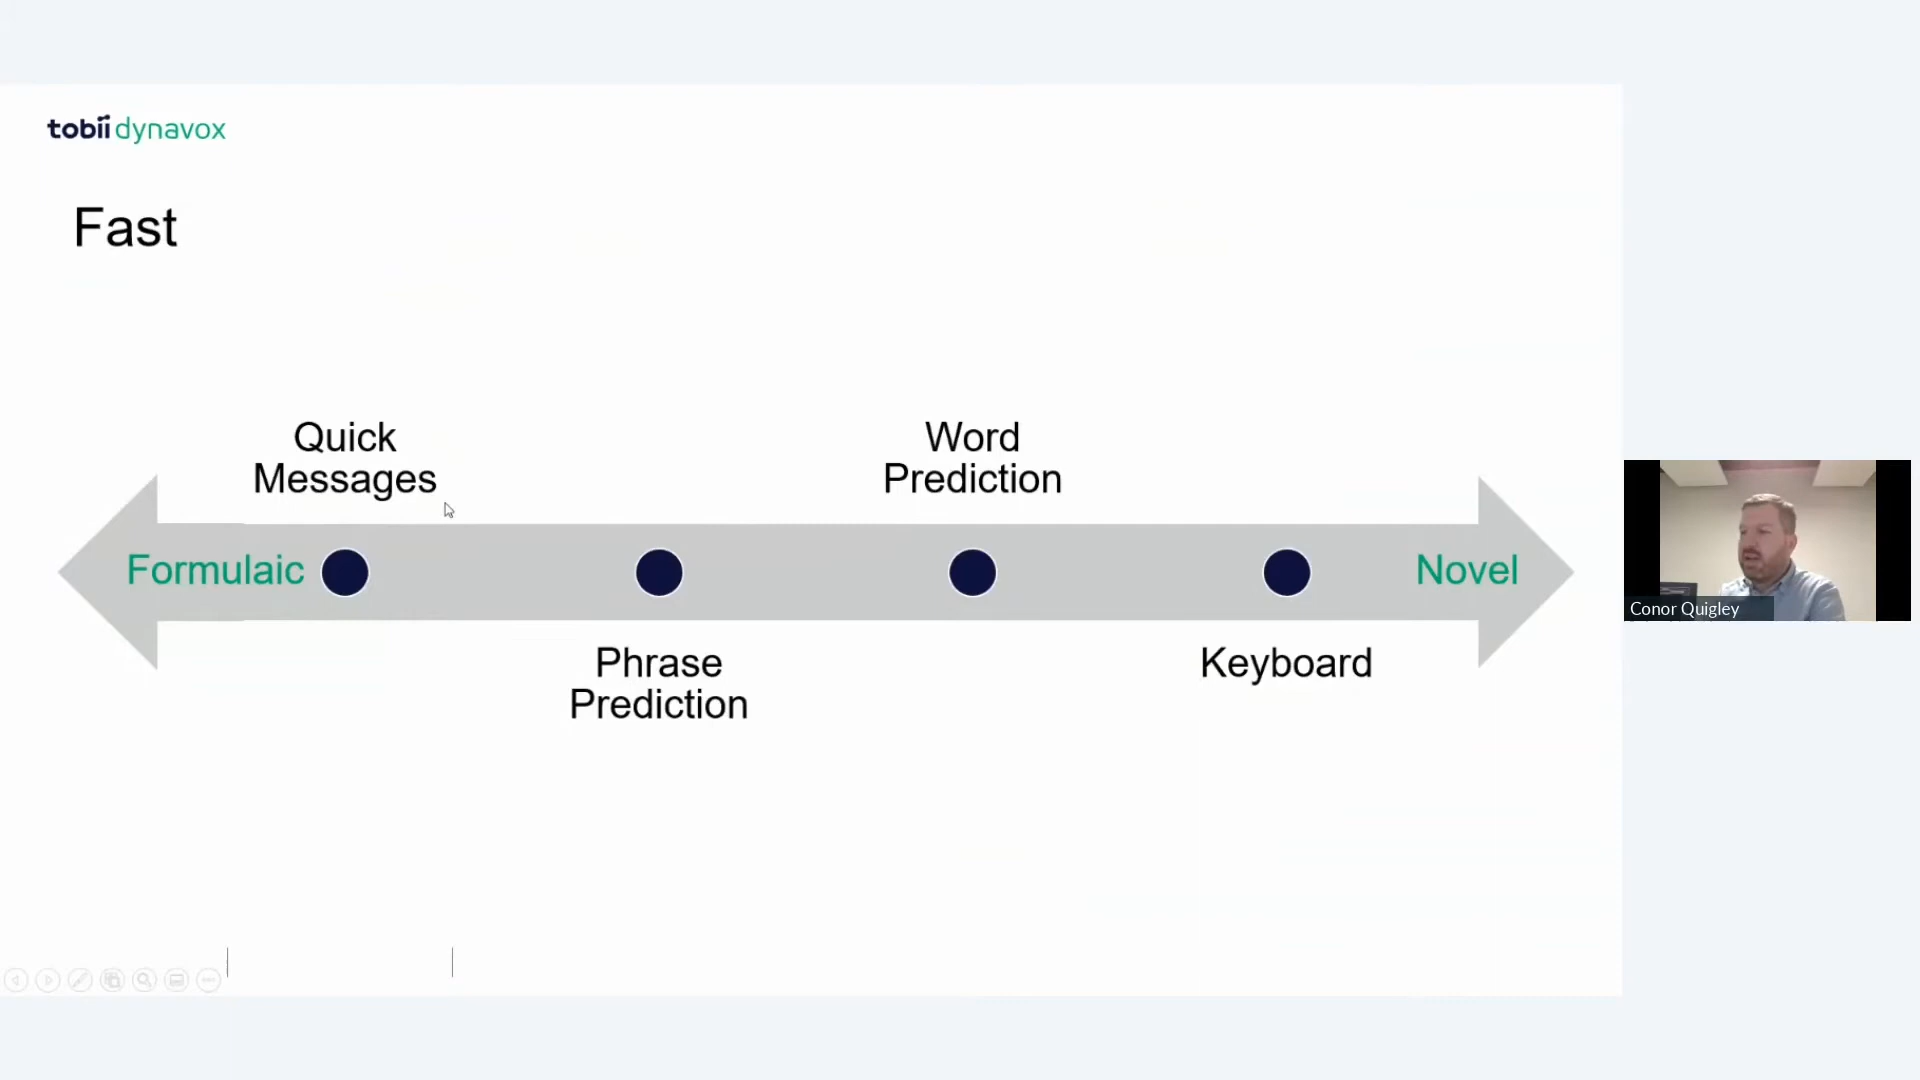 tobii dynavox
Fast
Quick
Messages
Word
Prediction
Formulaic
Novel
Phrase
Prediction
Keyboard
Conor Quigley